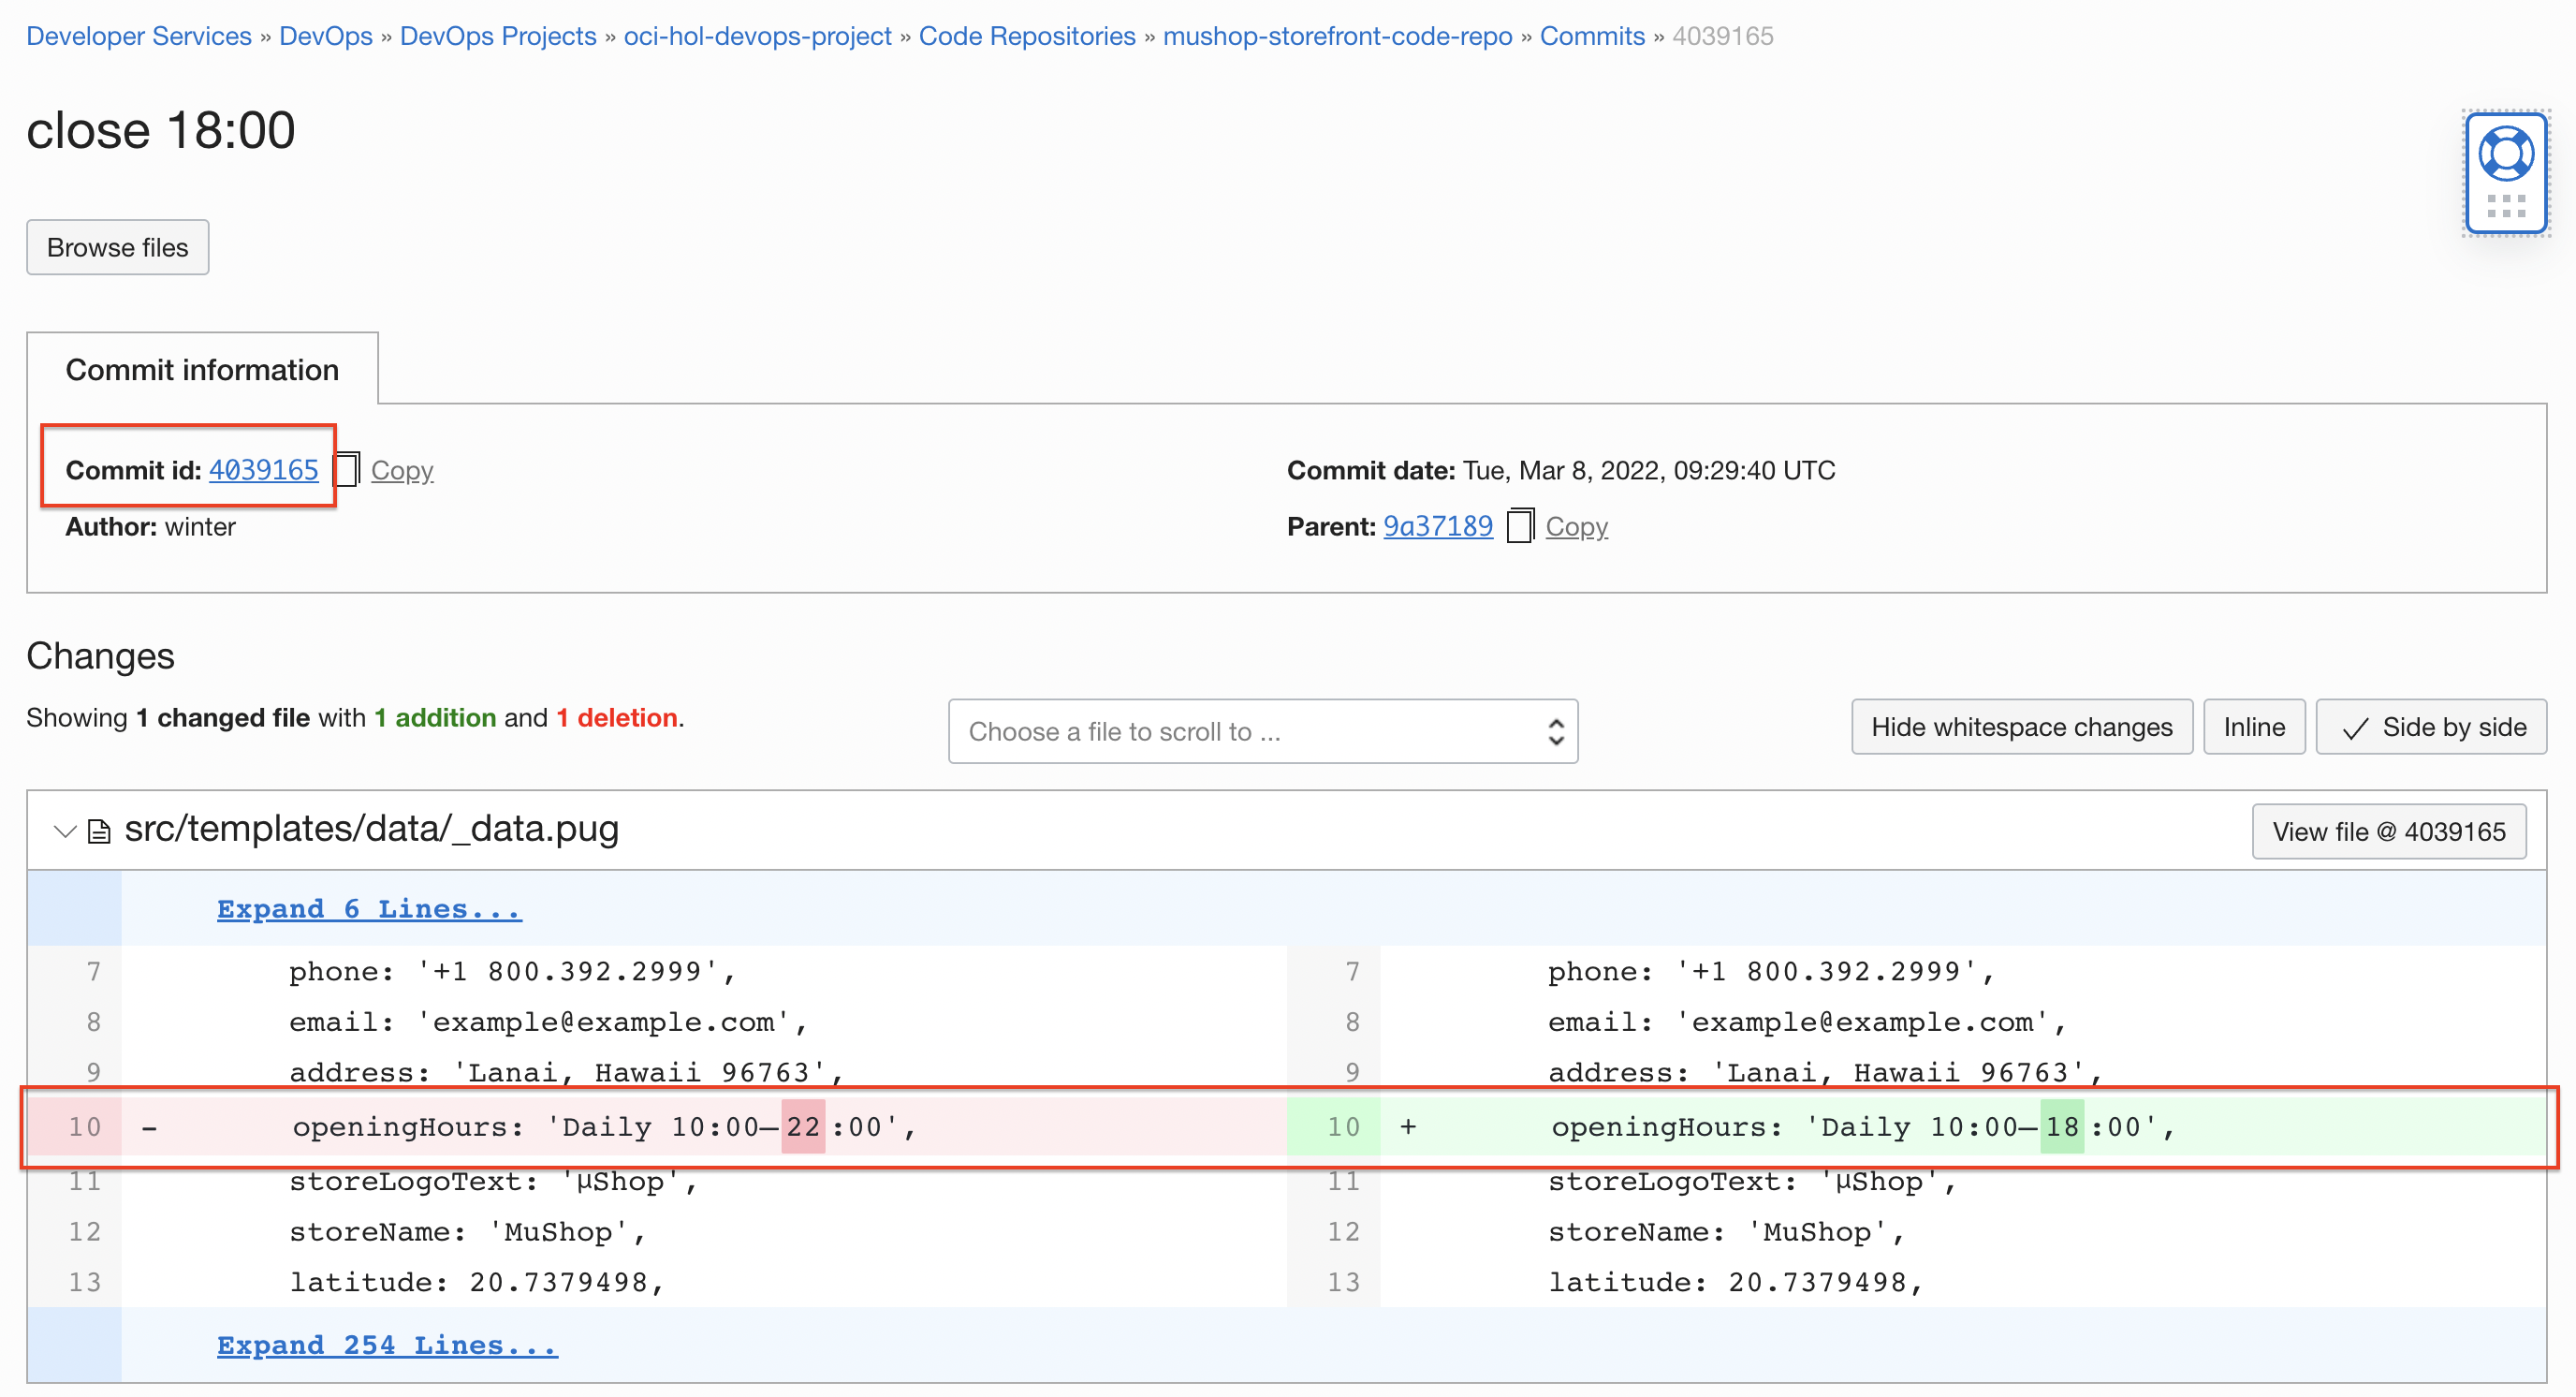 Developer Services » DevOps » DevOps Projects » oci-hol-devops-project » Code Repositories » mushop-storefront-code-repo » Commits » 4039165
close 18:00
Browse files
Commit information
Commit id: 4039165 Copy
Commit date: Tue, Mar 8, 2022, 09:29:40 UTC
Author: winter
Parent: 9a37189 Copy
Changes
Showing 1 changed file with 1 addition and 1 deletion.
Choose a file to scroll to ...
Hide whitespace changes
Inline
Side by side
src/templates/data/_data.pug
View file @ 4039165
Expand 6 Lines...
7 phone: '+1 800.392.2999', 7 phone: '+1 800.392.2999',
8 email: 'example@example.com', 8 email: 'example@example.com',
9 address: 'Lanai, Hawaii 96763', 9 address: 'Lanai, Hawaii 96763',
10 - openingHours: 'Daily 10:00–22:00', 10 + openingHours: 'Daily 10:00–18:00',
11 storeLogoText: 'μShop', 11 storeLogoText: 'μShop',
12 storeName: 'MuShop', 12 storeName: 'MuShop',
13 latitude: 20.7379498, 13 latitude: 20.7379498,
Expand 254 Lines...